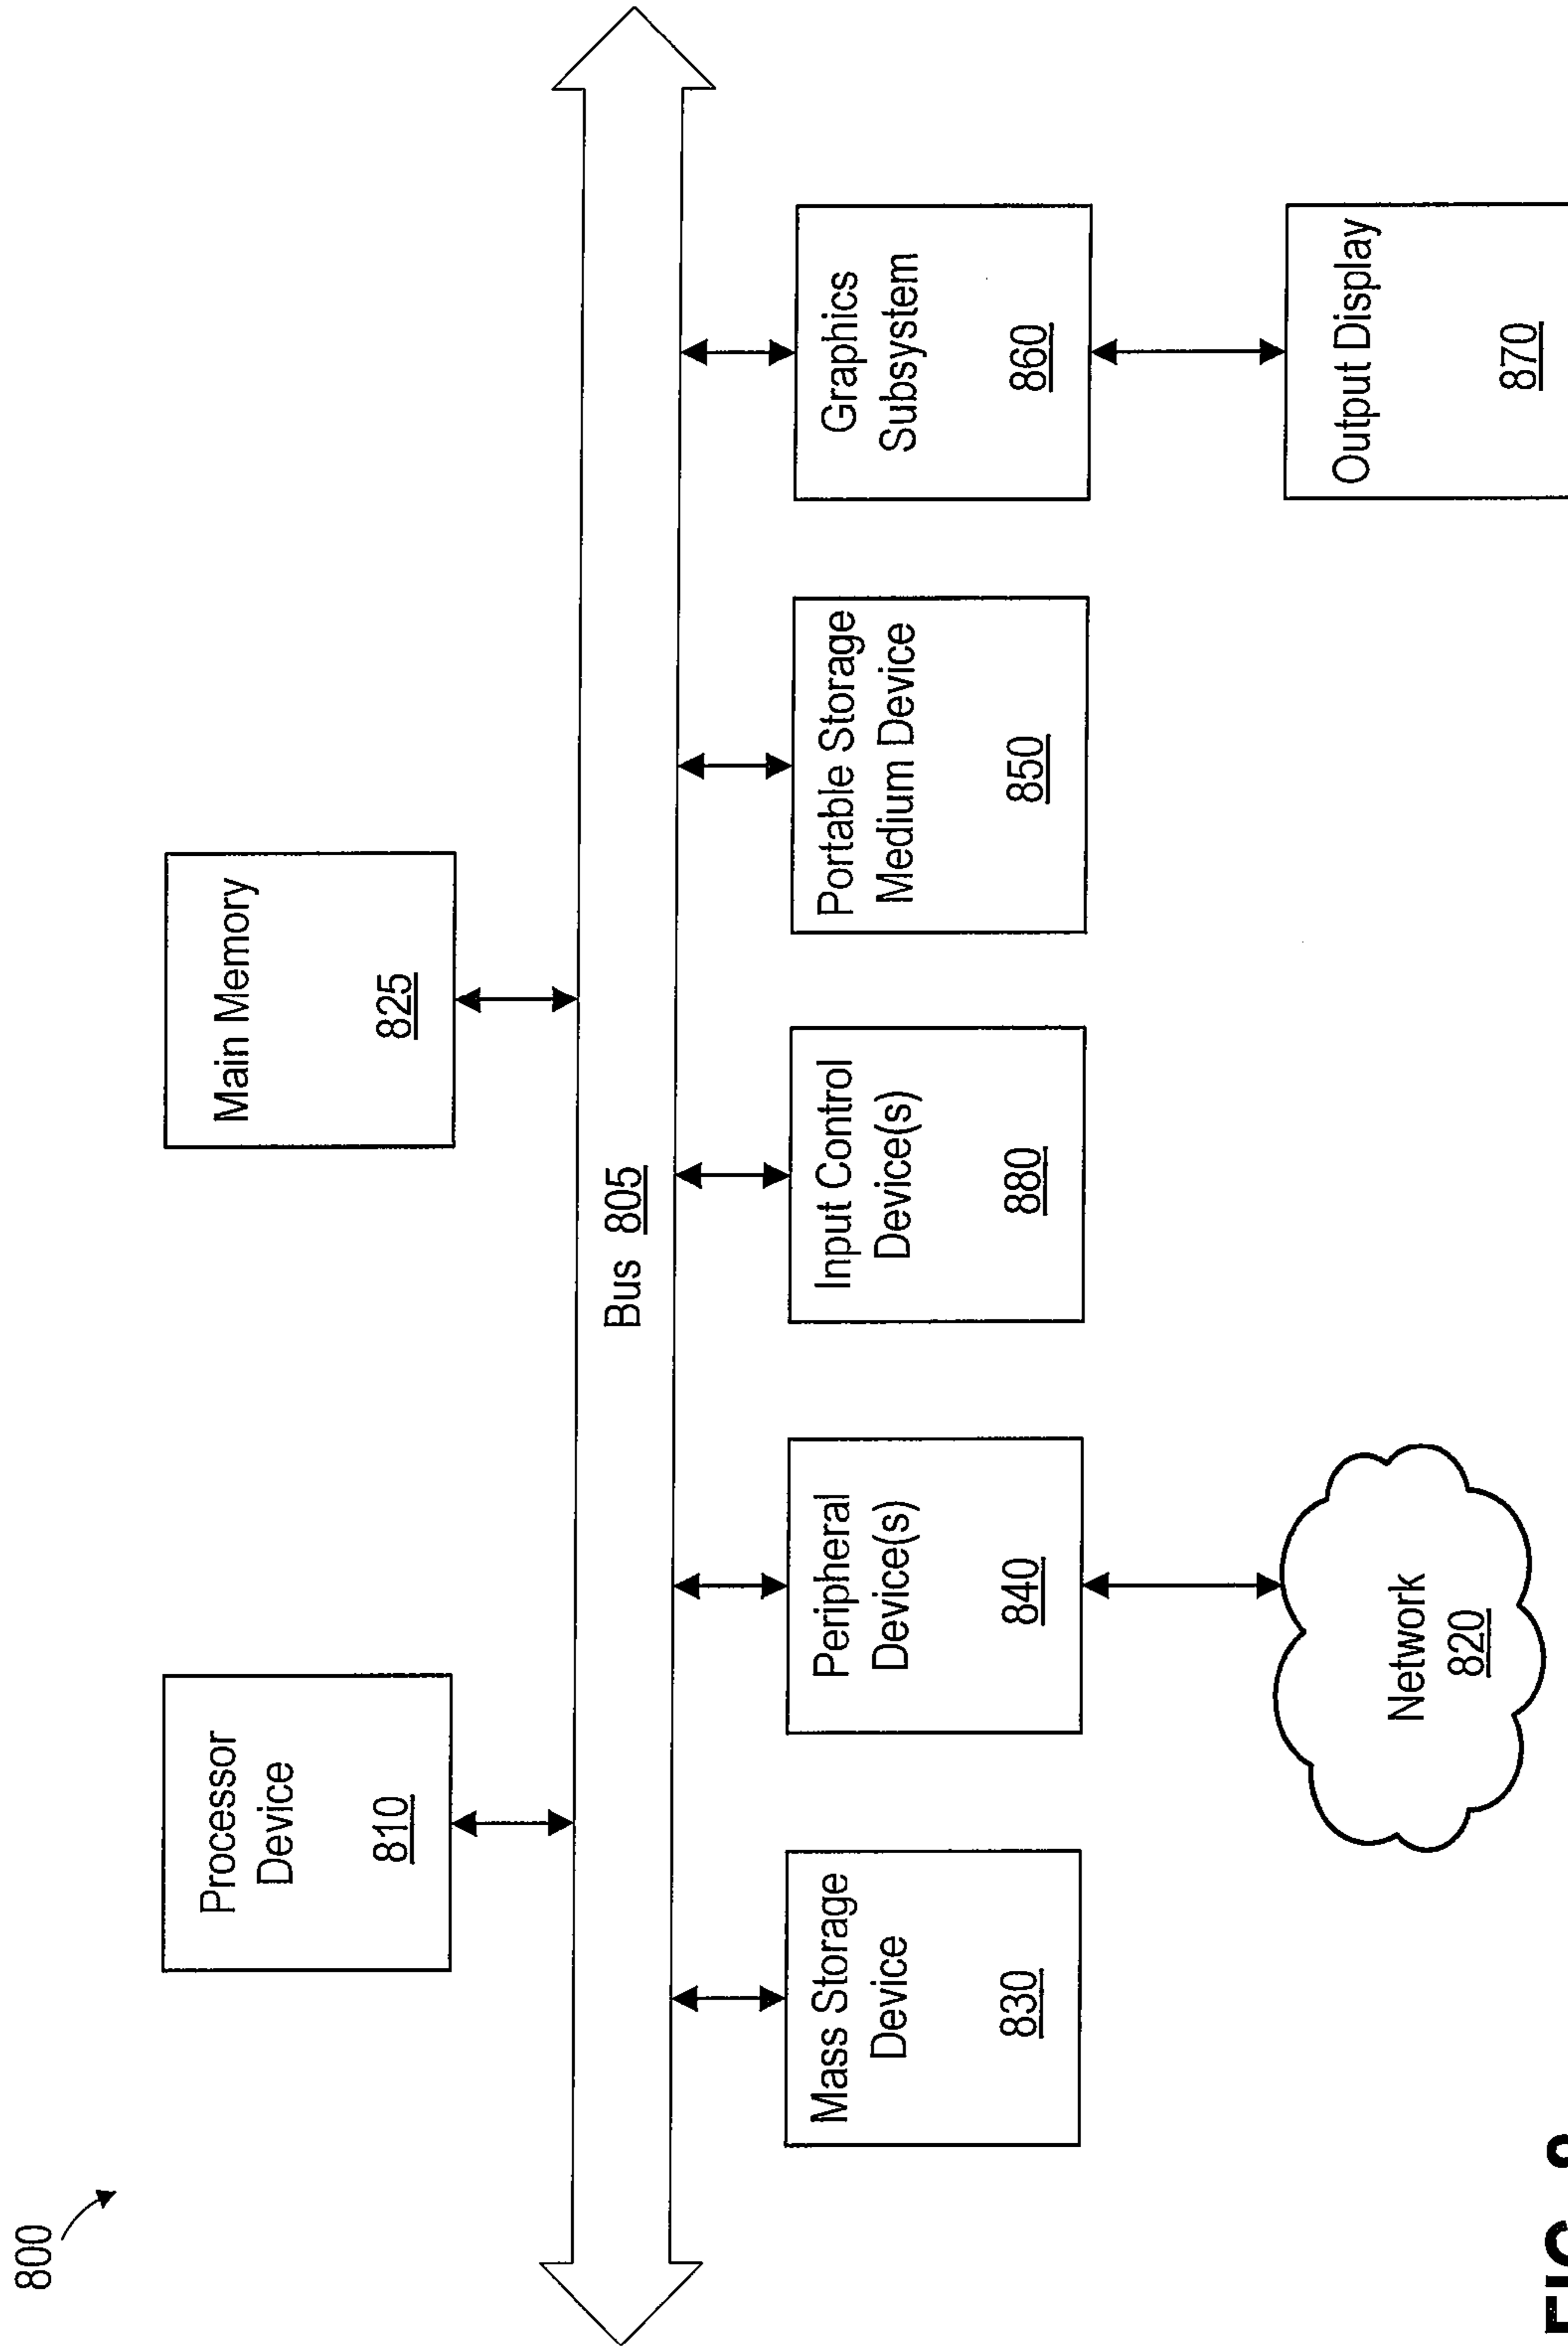 800
Processor
Device
810
Main Memory
825
Bus 805
Mass Storage
Device
830
Peripheral
Device(s)
840
Input Control
Device(s)
880
Portable Storage
Medium Device
850
Graphics
Subsystem
860
Network
820
Output Display
870